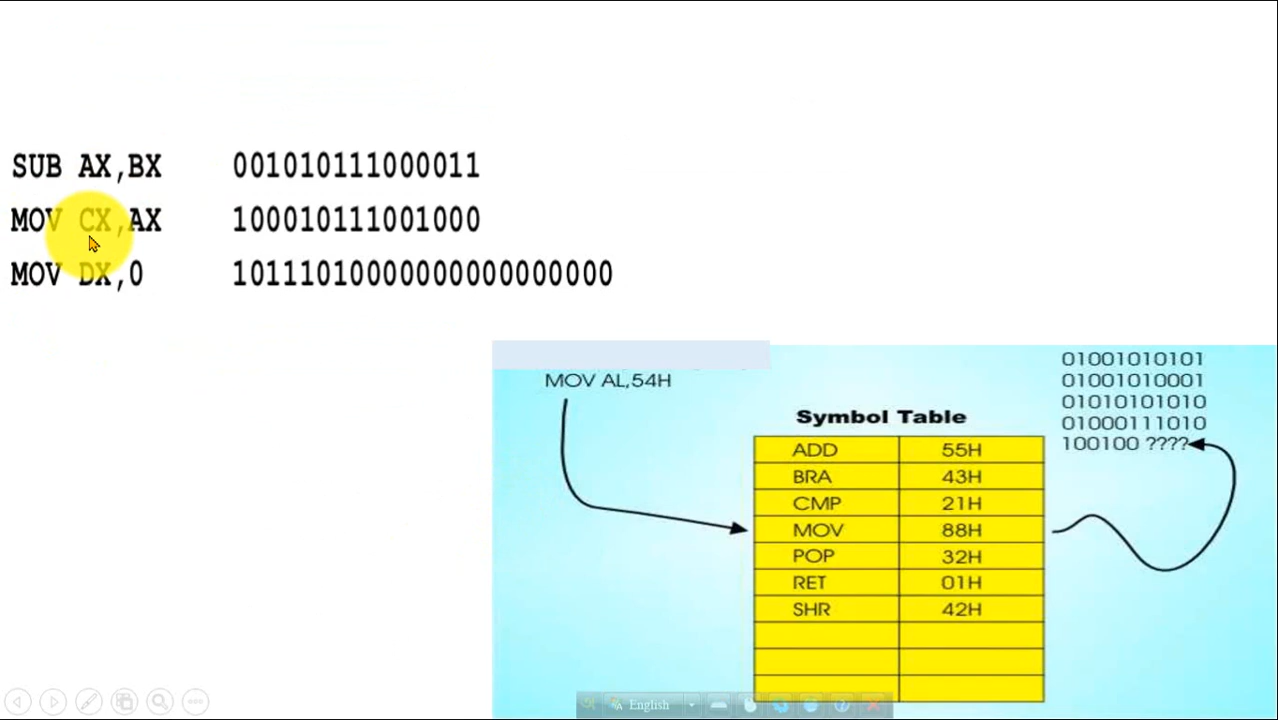 SUB AX,BX 001010111000011
MOV CX,AX 100010111001000
MOV DX,0 10111010000000000000000
MOV AL,54H
Symbol Table
ADD 55H
BRA 43H
CMP 21H
MOV 88H
POP 32H
RET 01H
SHR 42H
01001010101
01001010001
01010101010
01000111010
100100 ????
English